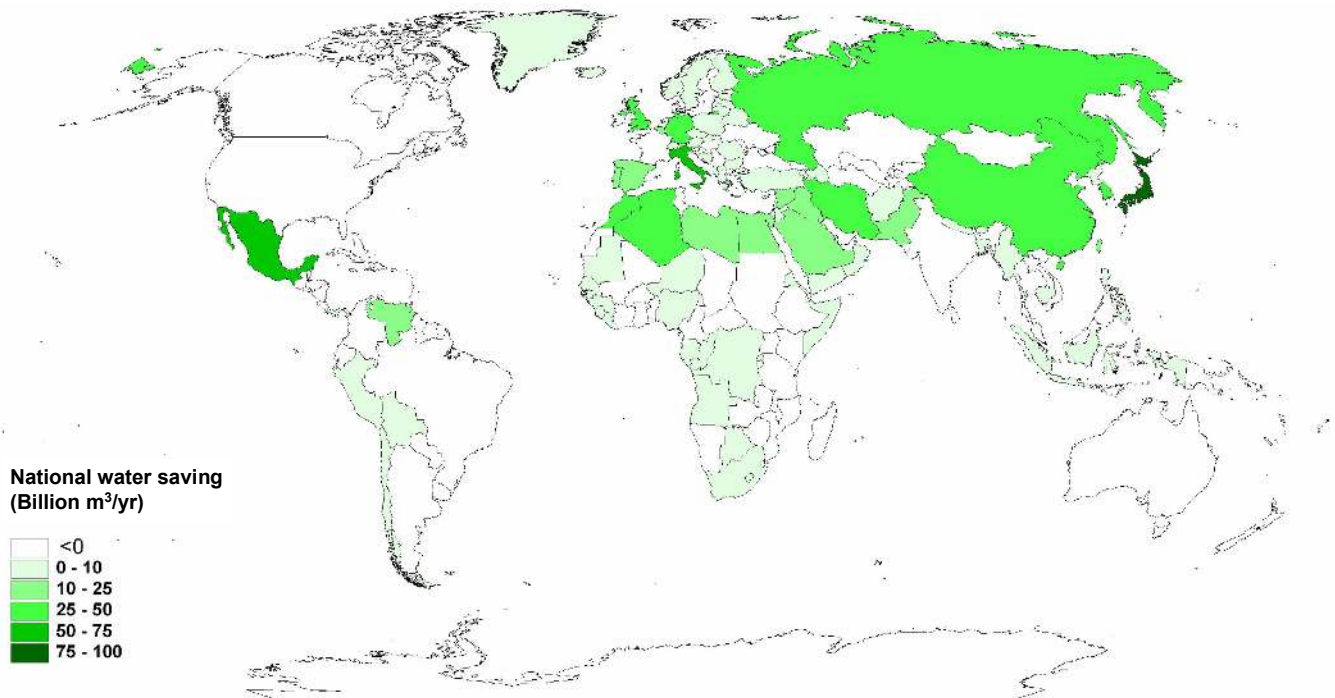 National water saving
(Billion m³/yr)
<0
0 - 10
10 - 25
25 - 50
50 - 75
75 - 100